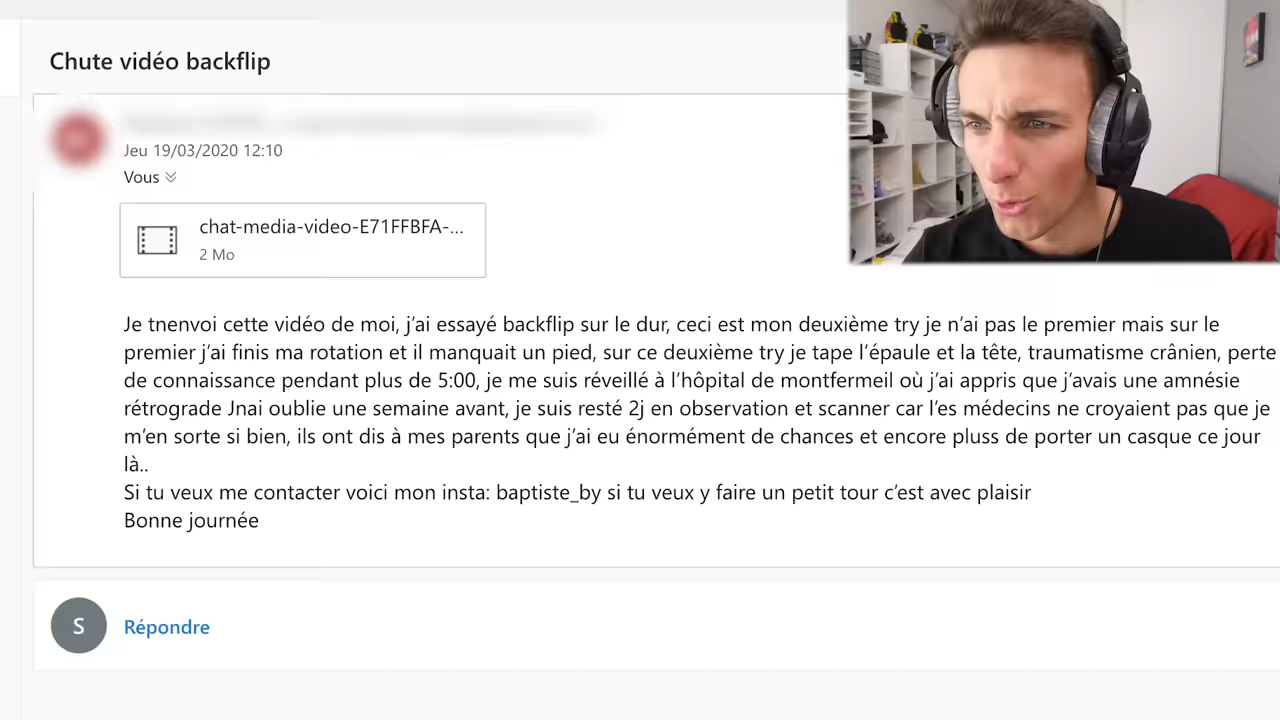 Chute vidéo backflip
Jeu 19/03/2020 12:10
Vous
chat-media-video-E71FFBFA-...
2 Mo
Je tnenvoi cette vidéo de moi, j’ai essayé backflip sur le dur, ceci est mon deuxième try je n’ai pas le premier mais sur le
premier j’ai finis ma rotation et il manquait un pied, sur ce deuxième try je tape l’épaule et la tête, traumatisme crânien, perte
de connaissance pendant plus de 5:00, je me suis réveillé à l’hôpital de montfermeil où j’ai appris que j’avais une amnésie
rétrograde Jnai oublie une semaine avant, je suis resté 2j en observation et scanner car l’es médecins ne croyaient pas que je
m’en sorte si bien, ils ont dis à mes parents que j’ai eu énormément de chances et encore pluss de porter un casque ce jour
là..
Si tu veux me contacter voici mon insta: baptiste_by si tu veux y faire un petit tour c’est avec plaisir
Bonne journée
S
Répondre